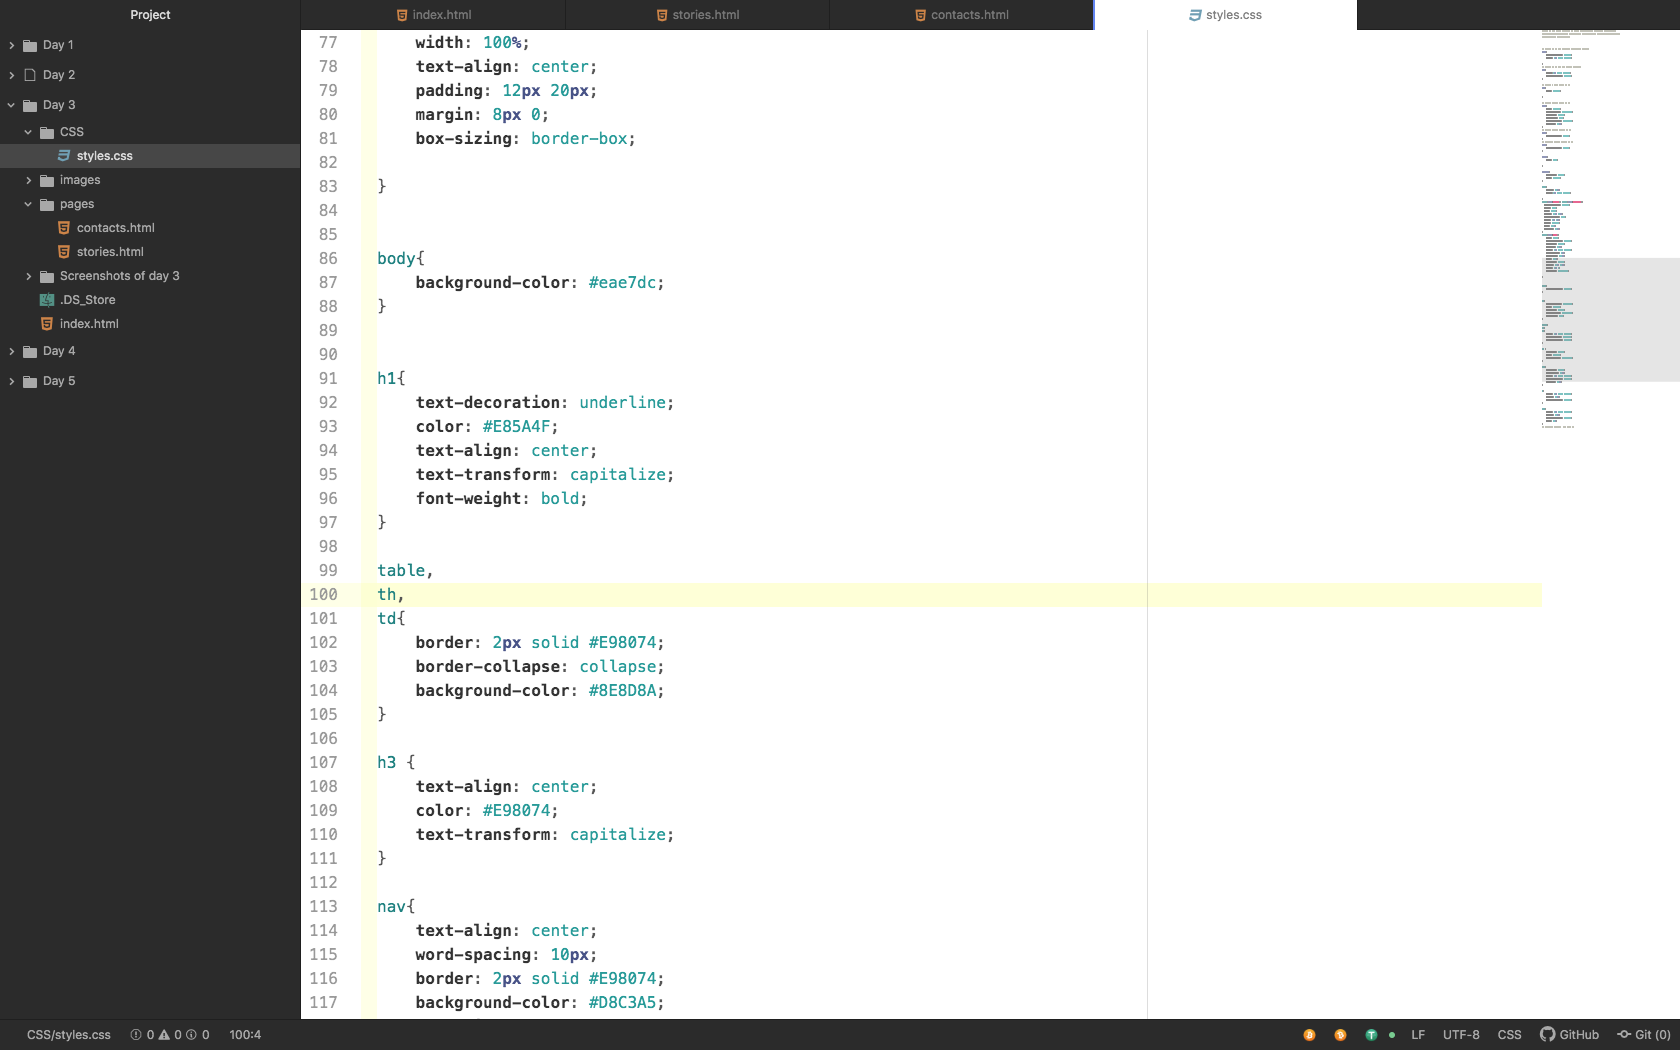 Project
index.html
stories.html
contacts.html
styles.css
Day 1
Day 2
Day 3
CSS
styles.css
images
pages
contacts.html
stories.html
Screenshots of day 3
.DS_Store
index.html
Day 4
Day 5
77 width: 100%;
78 text-align: center;
79 padding: 12px 20px;
80 margin: 8px 0;
81 box-sizing: border-box;
82
83 }
84
85
86 body{
87 background-color: #eae7dc;
88 }
89
90
91 h1{
92 text-decoration: underline;
93 color: #E85A4F;
94 text-align: center;
95 text-transform: capitalize;
96 font-weight: bold;
97 }
98
99 table,
100 th,
101 td{
102 border: 2px solid #E98074;
103 border-collapse: collapse;
104 background-color: #8E8D8A;
105 }
106
107 h3 {
108 text-align: center;
109 color: #E98074;
110 text-transform: capitalize;
111 }
112
113 nav{
114 text-align: center;
115 word-spacing: 10px;
116 border: 2px solid #E98074;
117 background-color: #D8C3A5;
CSS/styles.css 0 0 0 100:4 LF UTF-8 CSS GitHub Git (0)